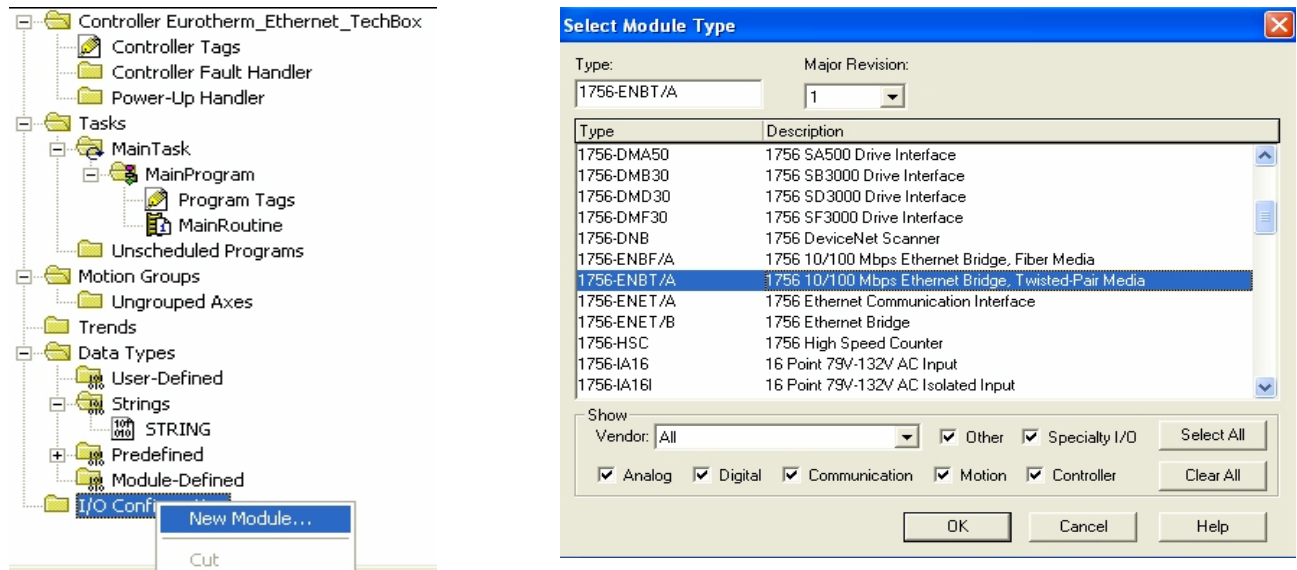 Controller Eurotherm_Ethernet_TechBox
Controller Tags
Controller Fault Handler
Power-Up Handler
Tasks
MainTask
MainProgram
Program Tags
MainRoutine
Unscheduled Programs
Motion Groups
Ungrouped Axes
Trends
Data Types
User-Defined
Strings
STRING
Predefined
Module-Defined
I/O
New Module...
Cut
Select Module Type
Type: Major Revision:
1756-ENBT/A 1
Type Description
1756-DMA50 1756 SA500 Drive Interface
1756-DMB30 1756 SB3000 Drive Interface
1756-DMD30 1756 SD3000 Drive Interface
1756-DMF30 1756 SF3000 Drive Interface
1756-DNB 1756 DeviceNet Scanner
1756-ENBF/A 1756 10/100 Mbps Ethernet Bridge, Fiber Media
1756-ENBT/A 1756 10/100 Mbps Ethernet Bridge, Twisted-Pair Media
1756-ENET/A 1756 Ethernet Communication Interface
1756-ENET/B 1756 Ethernet Bridge
1756-HSC 1756 High Speed Counter
1756-IA16 16 Point 79V-132V AC Input
1756-IA16I 16 Point 79V-132V AC Isolated Input
Show
Vendor: All Other Specialty I/O Select All
Analog Digital Communication Motion Controller Clear All
OK Cancel Help